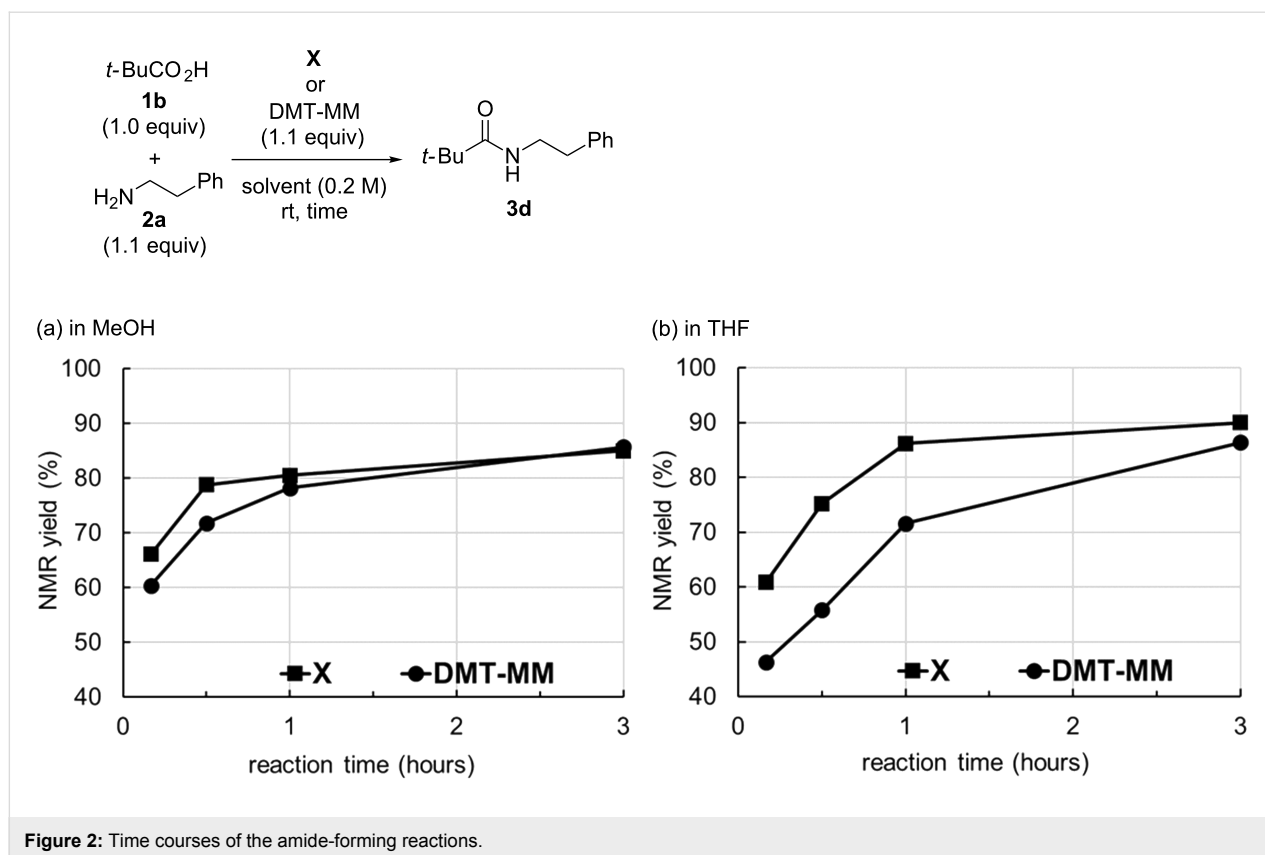 t-BuCO2H
1b
(1.0 equiv)
+
H2N Ph
2a
(1.1 equiv)
X
or
DMT-MM
(1.1 equiv)
solvent (0.2 M)
rt, time
O
t-Bu N Ph
H
3d
(a) in MeOH
100
90
80
70
60
50
40
NMR yield (%)
X DMT-MM
0 1 2 3
reaction time (hours)
(b) in THF
100
90
80
70
60
50
40
NMR yield (%)
X DMT-MM
0 1 2 3
reaction time (hours)
Figure 2: Time courses of the amide-forming reactions.